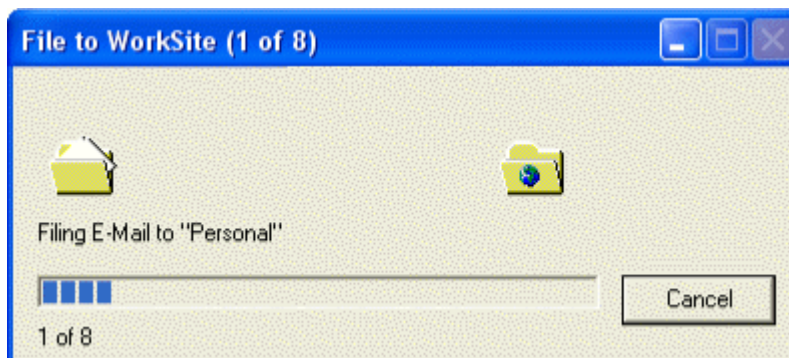 File to WorkSite (1 of 8)
Filing E-Mail to "Personal"
Cancel
1 of 8